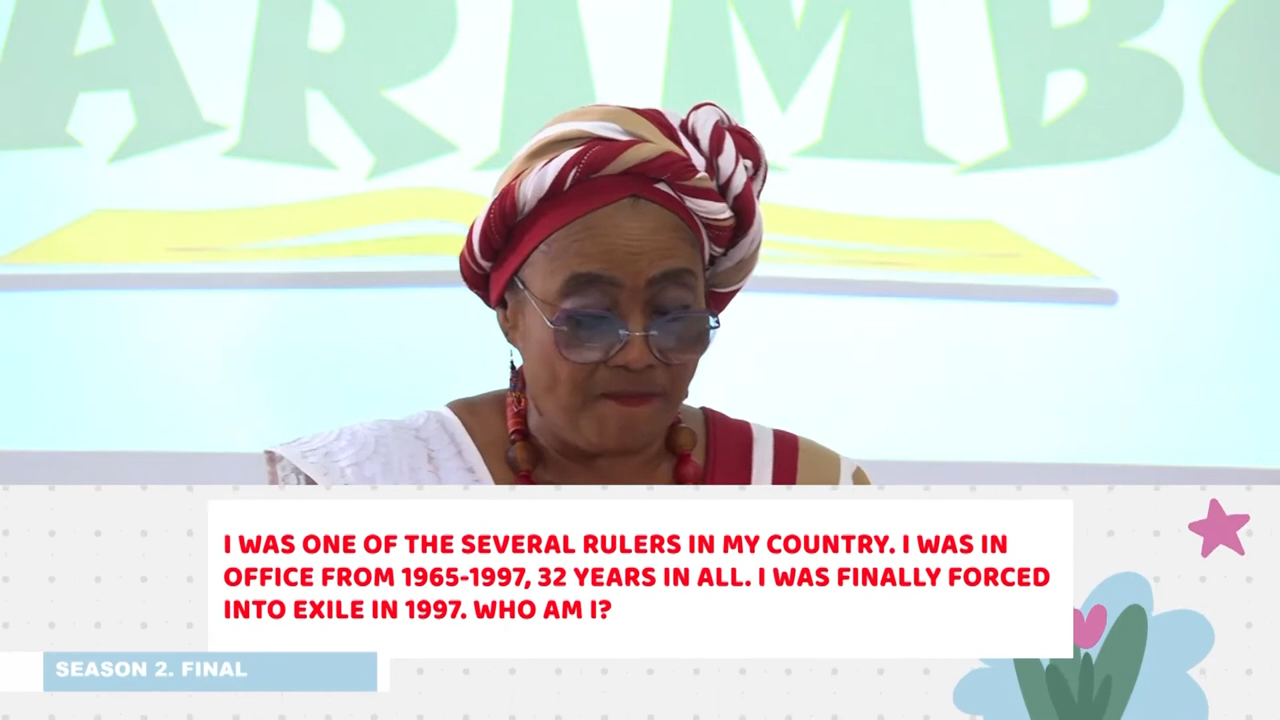 ARIMBO
I WAS ONE OF THE SEVERAL RULERS IN MY COUNTRY. I WAS IN
OFFICE FROM 1965-1997, 32 YEARS IN ALL. I WAS FINALLY FORCED
INTO EXILE IN 1997. WHO AM I?
SEASON 2. FINAL